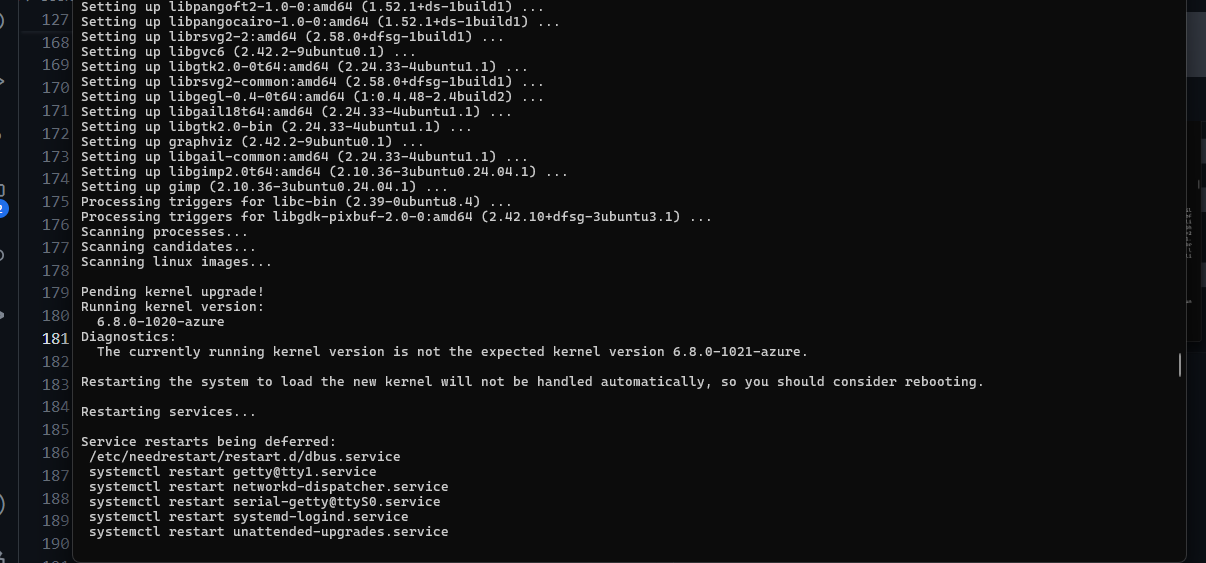 127
168
169
170
171
172
173
174
175
176
177
178
179
180
181
182
183
184
185
186
187
188
189
190
2
Setting up libpangoft2-1.0-0:amd64 (1.52.1+ds-1build1) ...
Setting up libpangocairo-1.0-0:amd64 (1.52.1+ds-1build1) ...
Setting up librsvg2-2:amd64 (2.58.0+dfsg-1build1) ...
Setting up libgvc6 (2.42.2-9ubuntu0.1) ...
Setting up libgtk2.0-0t64:amd64 (2.24.33-4ubuntu1.1) ...
Setting up librsvg2-common:amd64 (2.58.0+dfsg-1build1) ...
Setting up libgegl-0.4-0t64:amd64 (1:0.4.48-2.4build2) ...
Setting up libgail18t64:amd64 (2.24.33-4ubuntu1.1) ...
Setting up libgtk2.0-bin (2.24.33-4ubuntu1.1) ...
Setting up graphviz (2.42.2-9ubuntu0.1) ...
Setting up libgail-common:amd64 (2.24.33-4ubuntu1.1) ...
Setting up libgimp2.0t64:amd64 (2.10.36-3ubuntu0.24.04.1) ...
Setting up gimp (2.10.36-3ubuntu0.24.04.1) ...
Processing triggers for libc-bin (2.39-0ubuntu8.4) ...
Processing triggers for libgdk-pixbuf-2.0-0:amd64 (2.42.10+dfsg-3ubuntu3.1) ...
Scanning processes...
Scanning candidates...
Scanning linux images...
Pending kernel upgrade!
Running kernel version:
6.8.0-1020-azure
Diagnostics:
The currently running kernel version is not the expected kernel version 6.8.0-1021-azure.
Restarting the system to load the new kernel will not be handled automatically, so you should consider rebooting.
Restarting services...
Service restarts being deferred:
/etc/needrestart/restart.d/dbus.service
systemctl restart getty@tty1.service
systemctl restart networkd-dispatcher.service
systemctl restart serial-getty@ttyS0.service
systemctl restart systemd-logind.service
systemctl restart unattended-upgrades.service